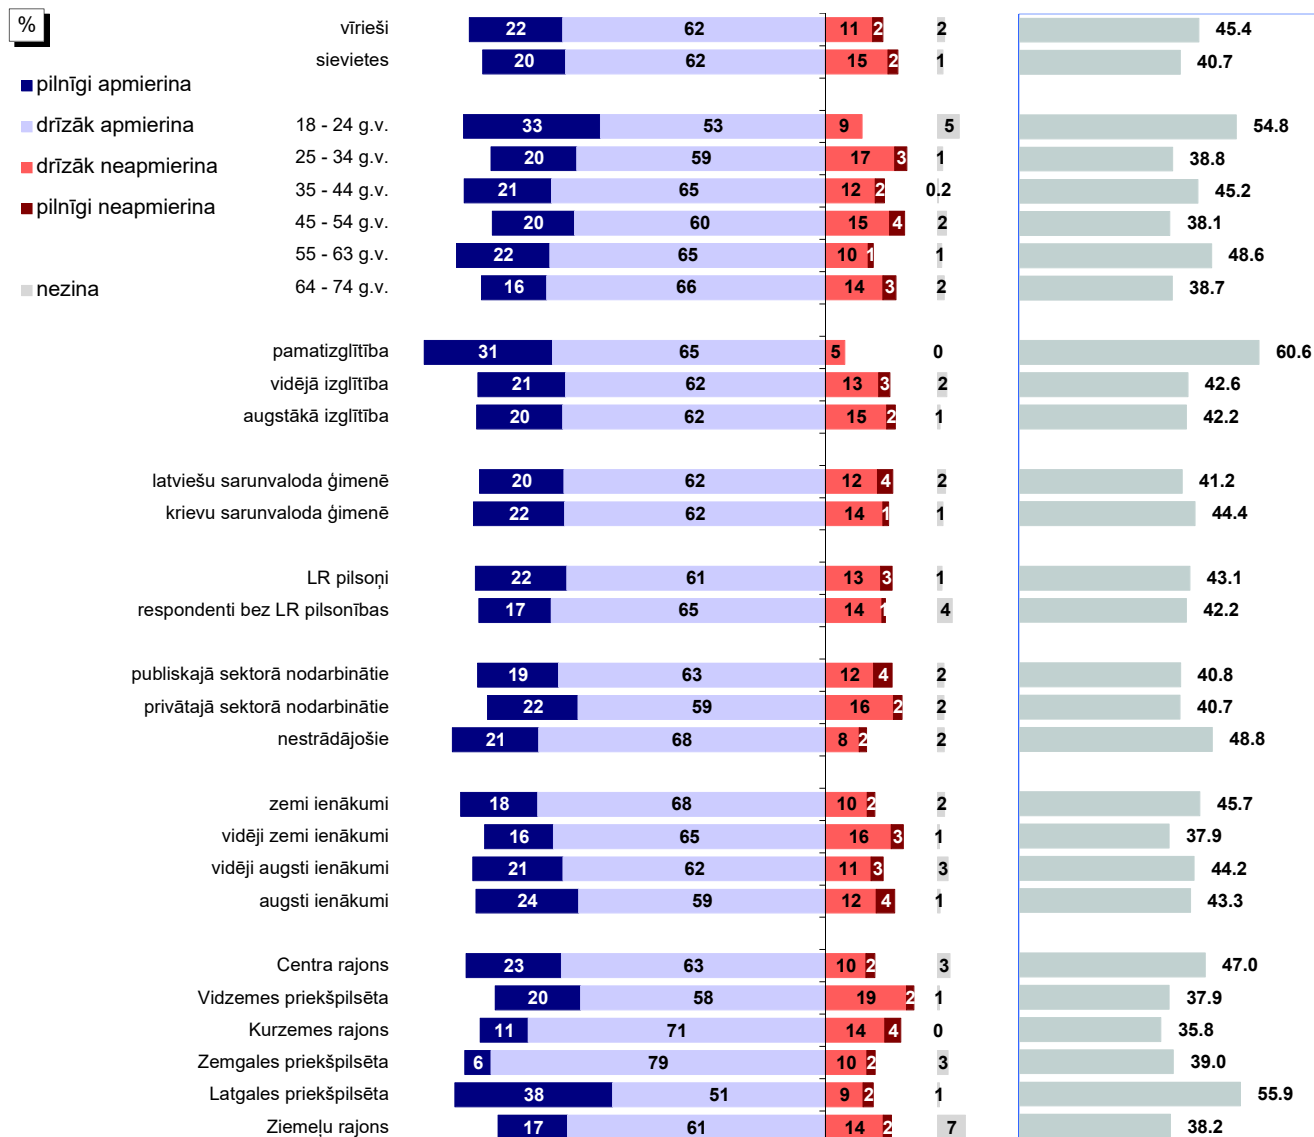 %
pilnīgi apmierina
drīzāk apmierina
drīzāk neapmierina
pilnīgi neapmierina
nezina
vīrieši 22 62 11 2 2 45.4
sievietes 20 62 15 2 1 40.7
18 - 24 g.v. 33 53 9 5 54.8
25 - 34 g.v. 20 59 17 3 1 38.8
35 - 44 g.v. 21 65 12 2 0.2 45.2
45 - 54 g.v. 20 60 15 4 2 38.1
55 - 63 g.v. 22 65 10 1 1 48.6
64 - 74 g.v. 16 66 14 3 2 38.7
pamatizglītība 31 65 5 0 60.6
vidējā izglītība 21 62 13 3 2 42.6
augstākā izglītība 20 62 15 2 1 42.2
latviešu sarunvaloda ģimenē 20 62 12 4 2 41.2
krievu sarunvaloda ģimenē 22 62 14 1 1 44.4
LR pilsoņi 22 61 13 3 1 43.1
respondenti bez LR pilsonības 17 65 14 1 4 42.2
publiskajā sektorā nodarbinātie 19 63 12 4 2 40.8
privātajā sektorā nodarbinātie 22 59 16 2 2 40.7
nestrādājošie 21 68 8 2 2 48.8
zemi ienākumi 18 68 10 2 2 45.7
vidēji zemi ienākumi 16 65 16 3 1 37.9
vidēji augsti ienākumi 21 62 11 3 3 44.2
augsti ienākumi 24 59 12 4 1 43.3
Centra rajons 23 63 10 2 3 47.0
Vidzemes priekšpilsēta 20 58 19 2 1 37.9
Kurzemes rajons 11 71 14 4 0 35.8
Zemgales priekšpilsēta 6 79 10 2 3 39.0
Latgales priekšpilsēta 38 51 9 2 1 55.9
Ziemeļu rajons 17 61 14 2 7 38.2